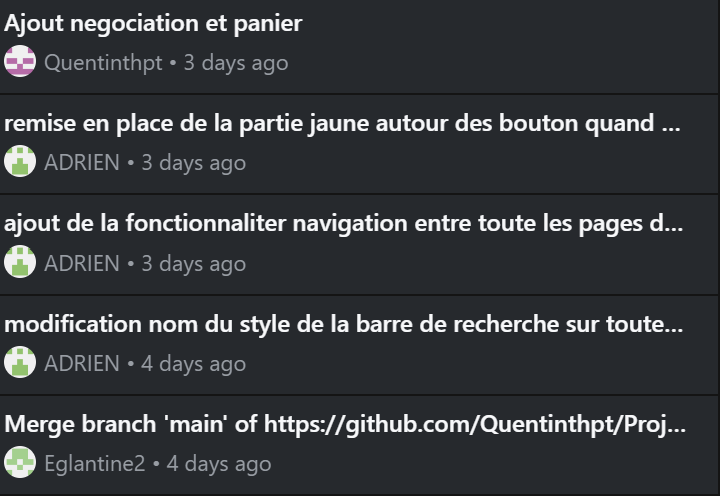 Ajout negociation et panier
Quentinthpt • 3 days ago
remise en place de la partie jaune autour des bouton quand ...
ADRIEN • 3 days ago
ajout de la fonctionnaliter navigation entre toute les pages d...
ADRIEN • 3 days ago
modification nom du style de la barre de recherche sur toute...
ADRIEN • 4 days ago
Merge branch 'main' of https://github.com/Quentinthpt/Proj...
Eglantine2 • 4 days ago